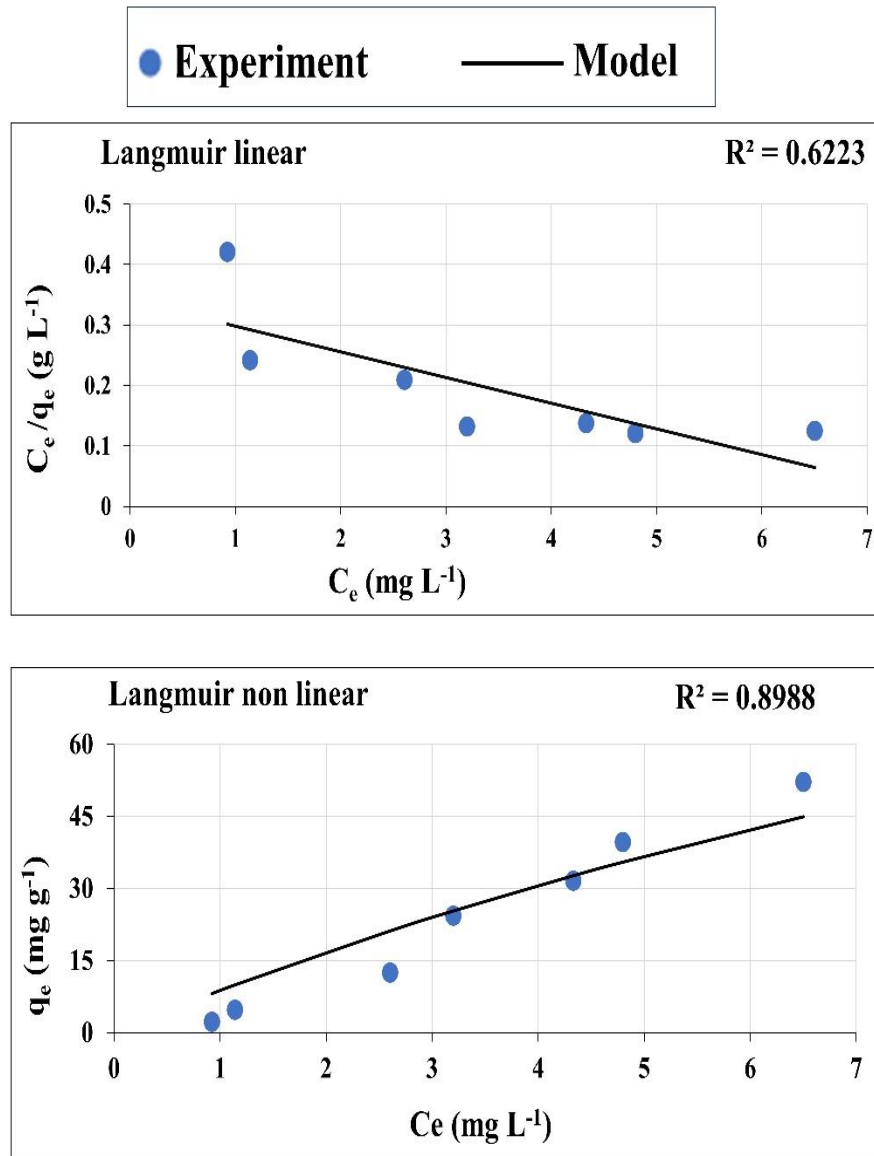 Experiment Model
Langmuir linear R² = 0.6223
0.5
0.4
0.3
0.2
0.1
0
0 1 2 3 4 5 6 7
Cₑ/qₑ (g L⁻¹)
Cₑ (mg L⁻¹)
Langmuir non linear R² = 0.8988
60
45
30
15
0
0 1 2 3 4 5 6 7
qₑ (mg g⁻¹)
Ce (mg L⁻¹)